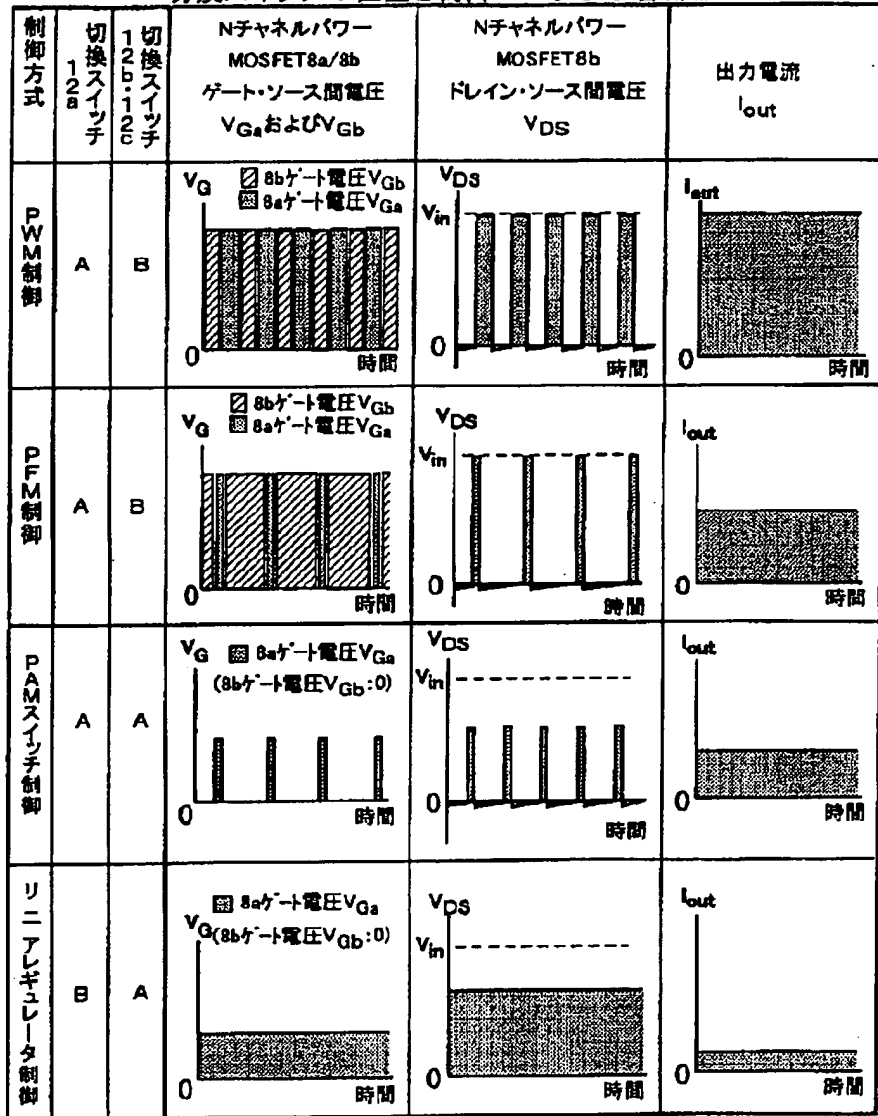 制御方式
切換スイッチ12a
切換スイッチ12b・12c
Nチャネルパワー
MOSFET8a/8b
ゲート・ソース間電圧
VGaおよびVGb
Nチャネルパワー
MOSFET8b
ドレイン・ソース間電圧
VDS
出力電流
Iout
PWM制御
A
B
VG
8bゲート電圧VGb
8aゲート電圧VGa
0
時間
VDS
Vin
0
時間
Iout
0
時間
PFM制御
A
B
VG
8bゲート電圧VGb
8aゲート電圧VGa
0
時間
VDS
Vin
0
時間
Iout
0
時間
PAMスイッチ制御
A
A
VG
8aゲート電圧VGa
(8bゲート電圧VGb:0)
0
時間
VDS
Vin
0
時間
Iout
0
時間
リニアレギュレータ制御
B
A
8aゲート電圧VGa
VG(8bゲート電圧VGb:0)
0
時間
VDS
Vin
0
時間
Iout
0
時間